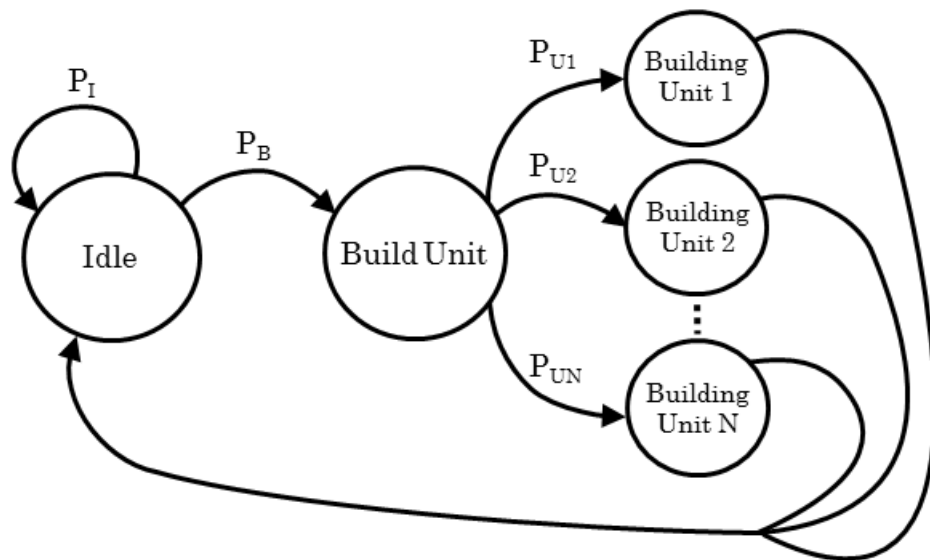 P_I
P_B
P_U1
P_U2
P_UN
Idle
Build Unit
Building
Unit 1
Building
Unit 2
Building
Unit N